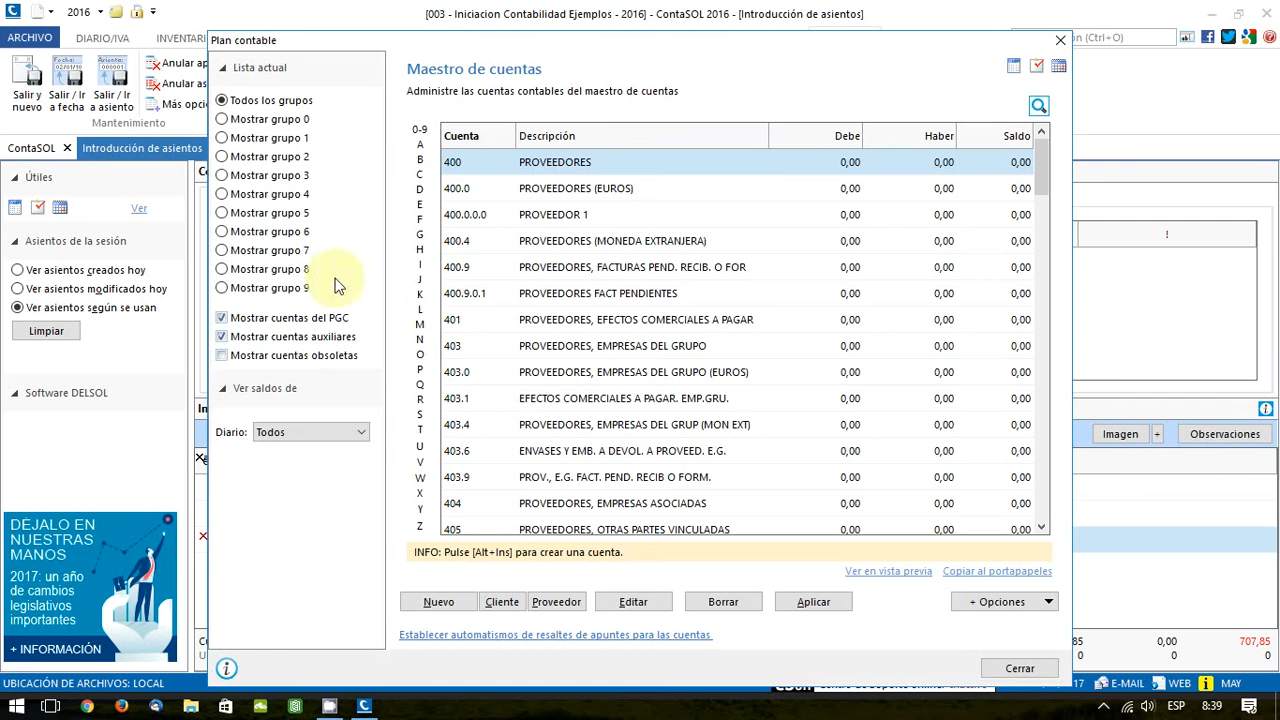 2016
[003 - Iniciacion Contabilidad Ejemplos - 2016] - ContaSOL 2016 - [Introducción de asientos]
ARCHIVO
DIARIO/IVA
INVENTARI
(Ctrl+O)
Salir y nuevo
Salir / Ir a fecha
Salir / Ir a asiento
Anular ap
Anular as
Más opcio
Mantenimiento
ContaSOL
Introducción de asientos
Útiles
Ver
Asientos de la sesión
Ver asientos creados hoy
Ver asientos modificados hoy
Ver asientos según se usan
Limpiar
Software DELSOL
DÉJALO EN
NUESTRAS
MANOS
2017: un año
de cambios
legislativos
importantes
+ INFORMACIÓN
Plan contable
Lista actual
Todos los grupos
Mostrar grupo 0
Mostrar grupo 1
Mostrar grupo 2
Mostrar grupo 3
Mostrar grupo 4
Mostrar grupo 5
Mostrar grupo 6
Mostrar grupo 7
Mostrar grupo 8
Mostrar grupo 9
Mostrar cuentas del PGC
Mostrar cuentas auxiliares
Mostrar cuentas obsoletas
Ver saldos de
Diario: Todos
Maestro de cuentas
Administre las cuentas contables del maestro de cuentas
0-9
A
B
C
D
E
F
G
H
I
J
K
L
M
N
O
P
Q
R
S
T
U
V
W
X
Y
Z
Cuenta Descripción Debe Haber Saldo
400 PROVEEDORES 0,00 0,00 0,00
400.0 PROVEEDORES (EUROS) 0,00 0,00 0,00
400.0.0.0 PROVEEDOR 1 0,00 0,00 0,00
400.4 PROVEEDORES (MONEDA EXTRANJERA) 0,00 0,00 0,00
400.9 PROVEEDORES, FACTURAS PEND. RECIB. O FOR 0,00 0,00 0,00
400.9.0.1 PROVEEDORES FACT PENDIENTES 0,00 0,00 0,00
401 PROVEEDORES, EFECTOS COMERCIALES A PAGAR 0,00 0,00 0,00
403 PROVEEDORES, EMPRESAS DEL GRUPO 0,00 0,00 0,00
403.0 PROVEEDORES, EMPRESAS DEL GRUPO (EUROS) 0,00 0,00 0,00
403.1 EFECTOS COMERCIALES A PAGAR. EMP.GRU. 0,00 0,00 0,00
403.4 PROVEEDORES, EMPRESAS DEL GRUP (MON EXT) 0,00 0,00 0,00
403.6 ENVASES Y EMB. A DEVOL. A PROVEED. E.G. 0,00 0,00 0,00
403.9 PROV., E.G. FACT. PEND. RECIB O FORM. 0,00 0,00 0,00
404 PROVEEDORES, EMPRESAS ASOCIADAS 0,00 0,00 0,00
405 PROVEEDORES, OTRAS PARTES VINCULADAS 0,00 0,00 0,00
INFO: Pulse [Alt+Ins] para crear una cuenta.
Ver en vista previa Copiar al portapapeles
Nuevo Cliente Proveedor Editar Borrar Aplicar + Opciones
Establecer automatismos de resaltes de apuntes para las cuentas.
Cerrar
!
Imagen + Observaciones
85 0,00 707,85
UBICACIÓN DE ARCHIVOS: LOCAL
17 E-MAIL WEB MAY
ESP 8:39